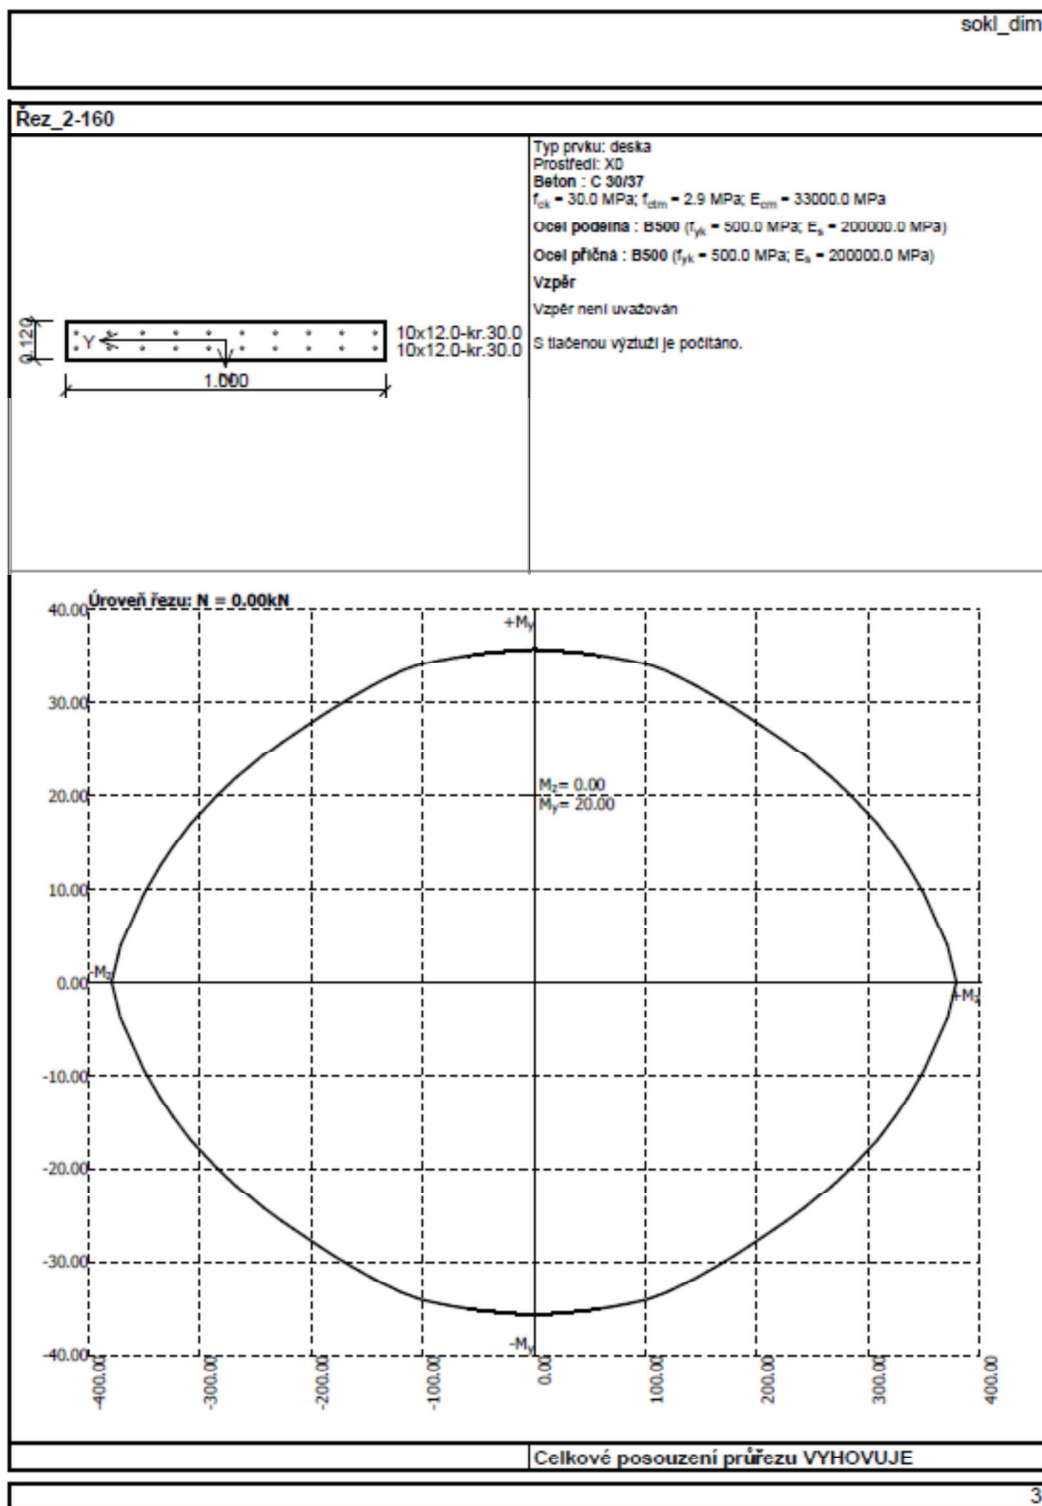 sokl_dim
Řez_2-160
Typ prvku: deska
Prostředí: X0
Beton : C 30/37
fck = 30.0 MPa; fctm = 2.9 MPa; Ecm = 33000.0 MPa
Ocel podélná : B500 (fyk = 500.0 MPa; Es = 200000.0 MPa)
Ocel příčná : B500 (fyk = 500.0 MPa; Es = 200000.0 MPa)
Vzpěr
Vzpěr není uvažován
S tlačenou výztuží je počítáno.
0.120
Y
10x12.0-kr.30.0
10x12.0-kr.30.0
1.000
Úroveň řezu: N = 0.00kN
40.00
+My
30.00
Mz= 0.00
20.00
My= 20.00
10.00
-Mz
0.00
+Mz
-10.00
-20.00
-30.00
-My
-40.00
-400.00 -300.00 -200.00 -100.00 0.00 100.00 200.00 300.00 400.00
Celkové posouzení průřezu VYHOVUJE
3